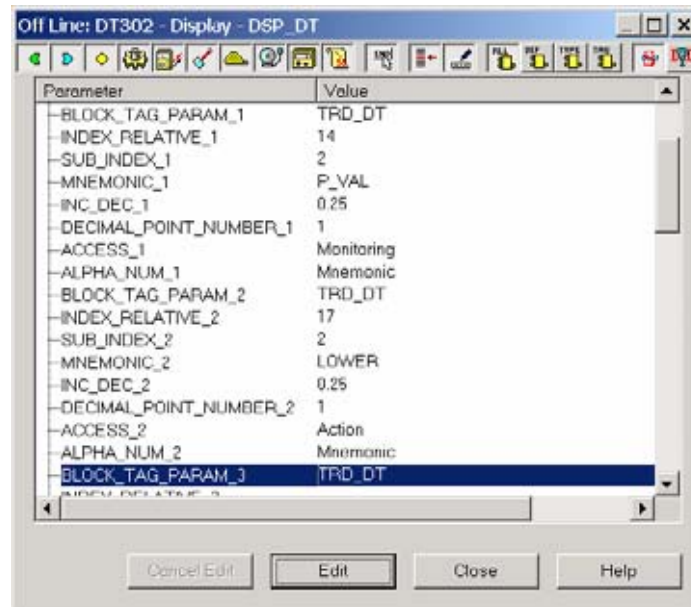 Off Line: DT302 - Display - DSP_DT
Parameter Value
BLOCK_TAG_PARAM_1 TRD_DT
INDEX_RELATIVE_1 14
SUB_INDEX_1 2
MNEMONIC_1 P_VAL
INC_DEC_1 0.25
DECIMAL_POINT_NUMBER_1 1
ACCESS_1 Monitoring
ALPHA_NUM_1 Mnemonic
BLOCK_TAG_PARAM_2 TRD_DT
INDEX_RELATIVE_2 17
SUB_INDEX_2 2
MNEMONIC_2 LOWER
INC_DEC_2 0.25
DECIMAL_POINT_NUMBER_2 1
ACCESS_2 Action
ALPHA_NUM_2 Mnemonic
BLOCK_TAG_PARAM_3 TRD_DT
Cancel Edit Edit Close Help